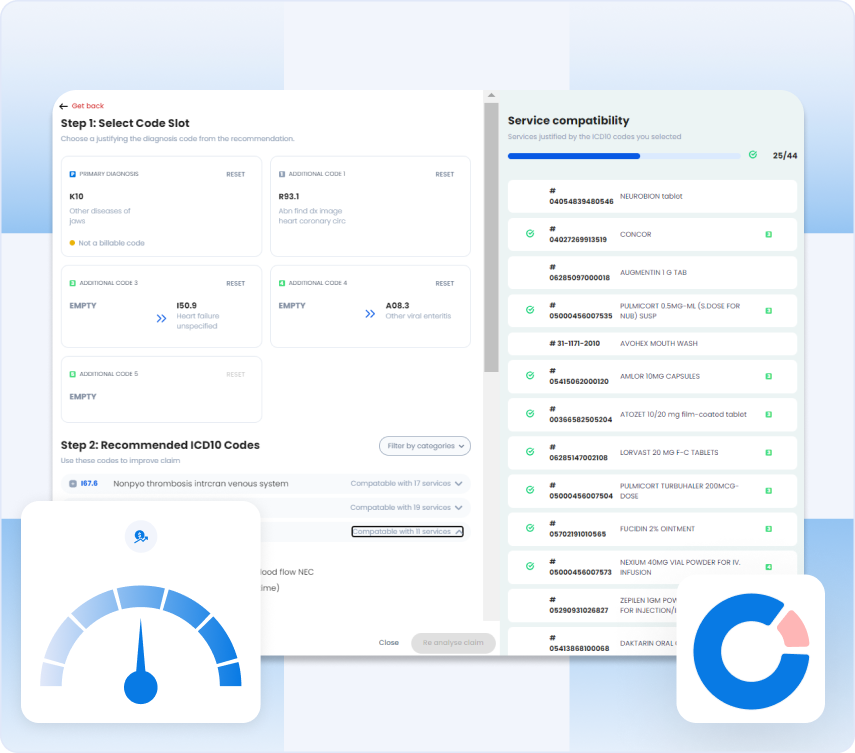 Get back
Step 1: Select Code Slot
Choose a justifying the diagnosis code from the recommendation.
P PRIMARY DIAGNOSIS RESET
K10
Other diseases of
jaws
Not a billable code
ADDITIONAL CODE 1 RESET
R93.1
Abn find dx image
heart coronary circ
3 ADDITIONAL CODE 3 RESET
EMPTY
I50.9
Heart failure
unspecified
4 ADDITIONAL CODE 4 RESET
EMPTY
A08.3
Other viral enteritis
5 ADDITIONAL CODE 5 RESET
EMPTY
Step 2: Recommended ICD10 Codes
Filter by categories
Use these codes to improve claim
I67.6 Nonpyo thrombosis intrcran venous system Compatable with 17 services
Compatable with 19 services
Compatable with 11 services
lood flow NEC
ime)
Close Re analyse claim
Service compatibility
Services justified by the ICD10 codes you selected
25/44
#
04054839480546 NEUROBION tablet
#
04027269913519 CONCOR
#
06285097000018 AUGMENTIN 1 G TAB
#
05000456007535
PULMICORT 0.5MG-ML (S.DOSE FOR
NUB) SUSP
# 31-1171-2010 AVOHEX MOUTH WASH
#
05415062000120 AMLOR 10MG CAPSULES
#
00366582505204 ATOZET 10/20 mg film-coated tablet
#
06285147002108 LORVAST 20 MG F-C TABLETS
#
05000456007504
PULMICORT TURBUHALER 200MCG-
DOSE
#
05702191010565 FUCIDIN 2% OINTMENT
#
05000456007573
NEXIUM 40MG VIAL POWDER FOR IV.
INFUSION
#
05290931026827
ZEPILEN 1GM POW
FOR INJECTION/
#
05413868100068 DAKTARIN ORAL
$